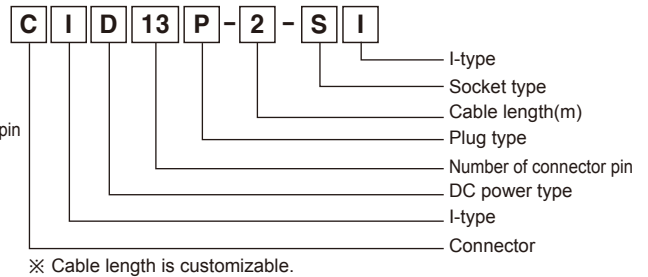 C I D 13 P - 2 - S I
I-type
Socket type
Cable length(m)
Plug type
pin
Number of connector pin
DC power type
I-type
Connector
※ Cable length is customizable.